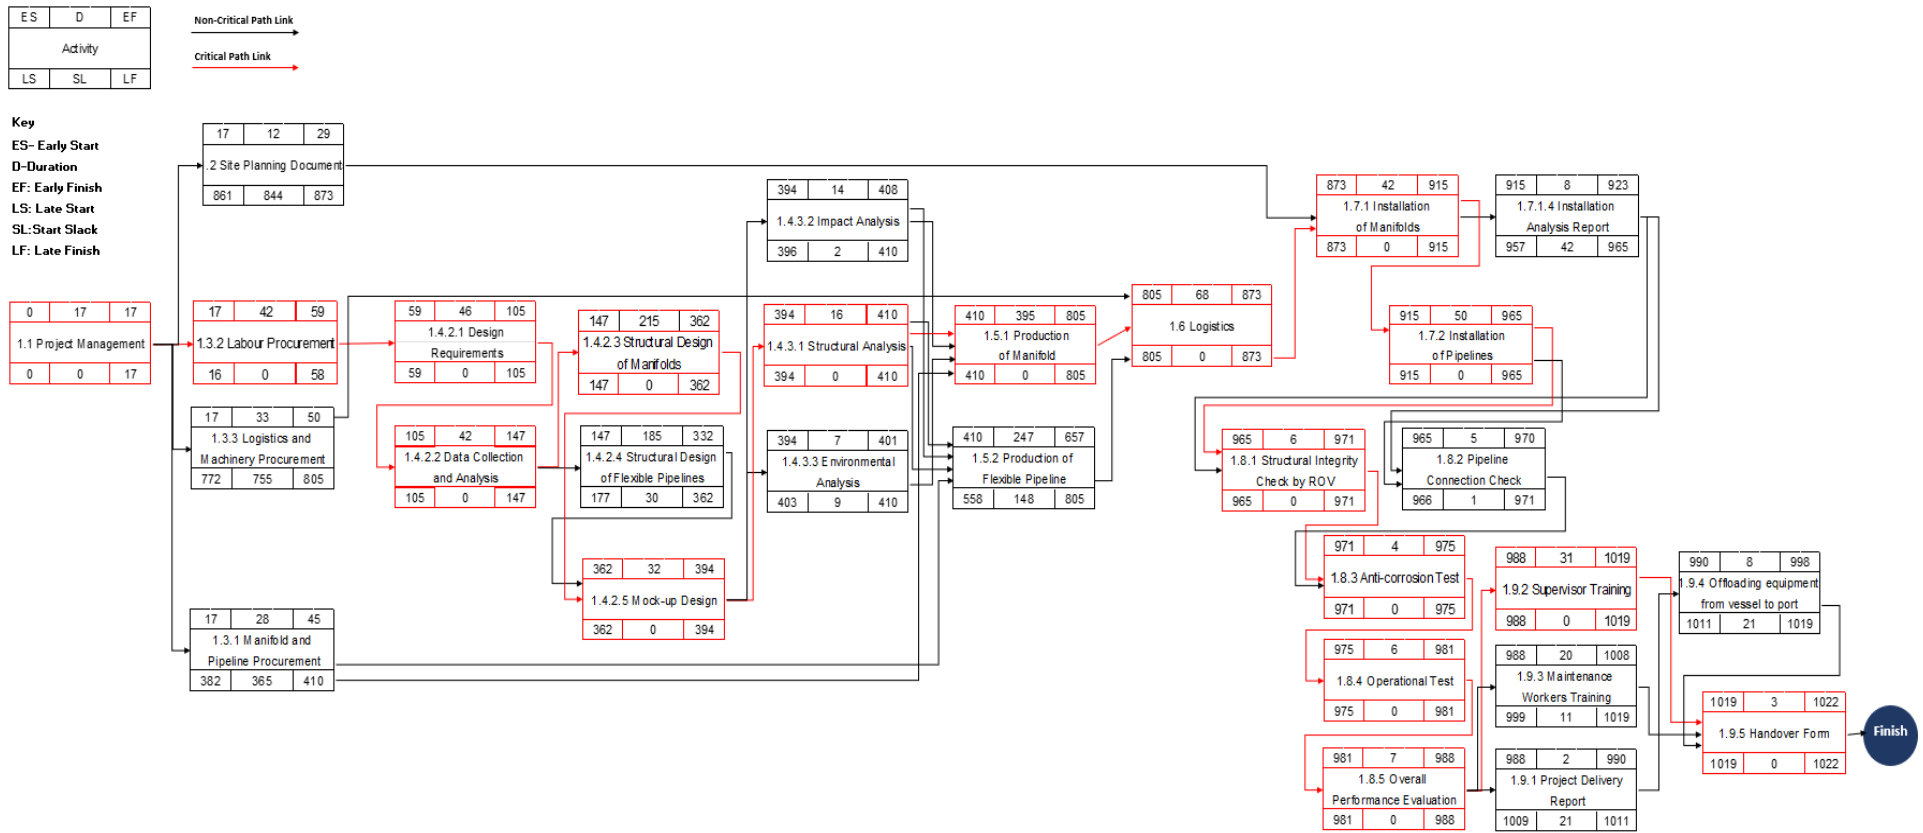 ES D EF
Activity
LS SL LF
Non-Critical Path Link
Critical Path Link
Key
ES- Early Start
D-Duration
EF: Early Finish
LS: Late Start
SL: Start Slack
LF: Late Finish
0 17 17
1.1 Project Management
0 0 17
17 12 29
.2 Site Planning Document
861 844 873
17 42 59
1.3.2 Labour Procurement
16 0 58
17 33 50
1.3.3 Logistics and
Machinery Procurement
772 755 805
17 28 45
1.3.1 Manifold and
Pipeline Procurement
382 365 410
59 46 105
1.4.2.1 Design
Requirements
59 0 105
105 42 147
1.4.2.2 Data Collection
and Analysis
105 0 147
147 215 362
1.4.2.3 Structural Design
of Manifolds
147 0 362
147 185 332
1.4.2.4 Structural Design
of Flexible Pipelines
177 30 362
362 32 394
1.4.2.5 Mock-up Design
362 0 394
394 14 408
1.4.3.2 Impact Analysis
396 2 410
394 16 410
1.4.3.1 Structural Analysis
394 0 410
394 7 401
1.4.3.3 Environmental
Analysis
403 9 410
410 395 805
1.5.1 Production
of Manifold
410 0 805
410 247 657
1.5.2 Production of
Flexible Pipeline
558 148 805
805 68 873
1.6 Logistics
805 0 873
873 42 915
1.7.1 Installation
of Manifolds
873 0 915
915 8 923
1.7.1.4 Installation
Analysis Report
957 42 965
915 50 965
1.7.2 Installation
of Pipelines
915 0 965
965 6 971
1.8.1 Structural Integrity
Check by ROV
965 0 971
965 5 970
1.8.2 Pipeline
Connection Check
966 1 971
971 4 975
1.8.3 Anti-corrosion Test
971 0 975
975 6 981
1.8.4 Operational Test
975 0 981
981 7 988
1.8.5 Overall
Performance Evaluation
981 0 988
988 31 1019
1.9.2 Supervisor Training
988 0 1019
988 20 1008
1.9.3 Maintenance
Workers Training
999 11 1019
988 2 990
1.9.1 Project Delivery
Report
1009 21 1011
990 8 998
1.9.4 Offloading equipment
from vessel to port
1011 21 1019
1019 3 1022
1.9.5 Handover Form
1019 0 1022
Finish